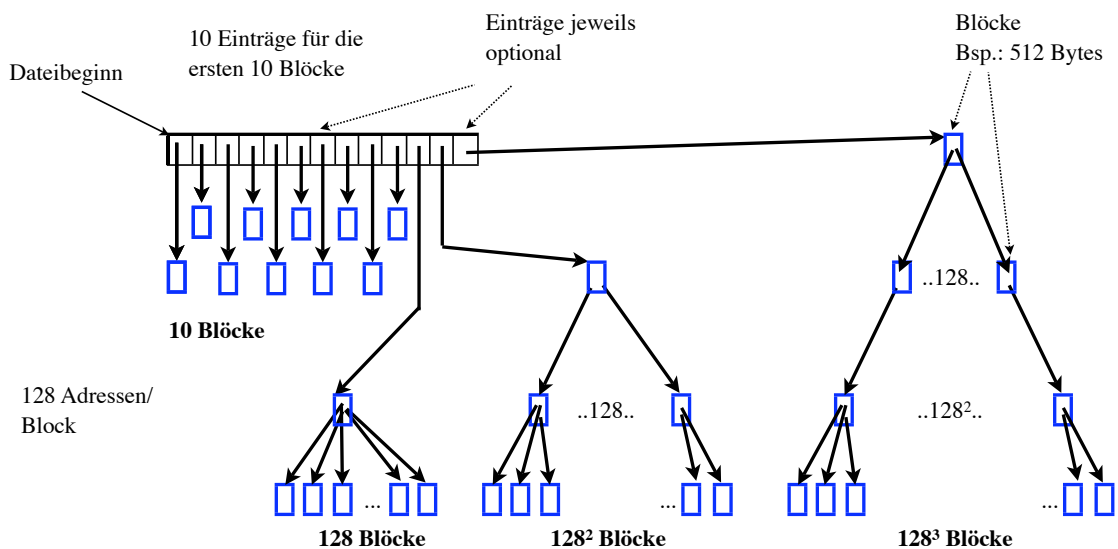 Dateibeginn
10 Einträge für die
ersten 10 Blöcke
Einträge jeweils
optional
Blöcke
Bsp.: 512 Bytes
..128..
10 Blöcke
128 Adressen/
Block
..128..
..128²..
...
...
...
128 Blöcke
128² Blöcke
128³ Blöcke